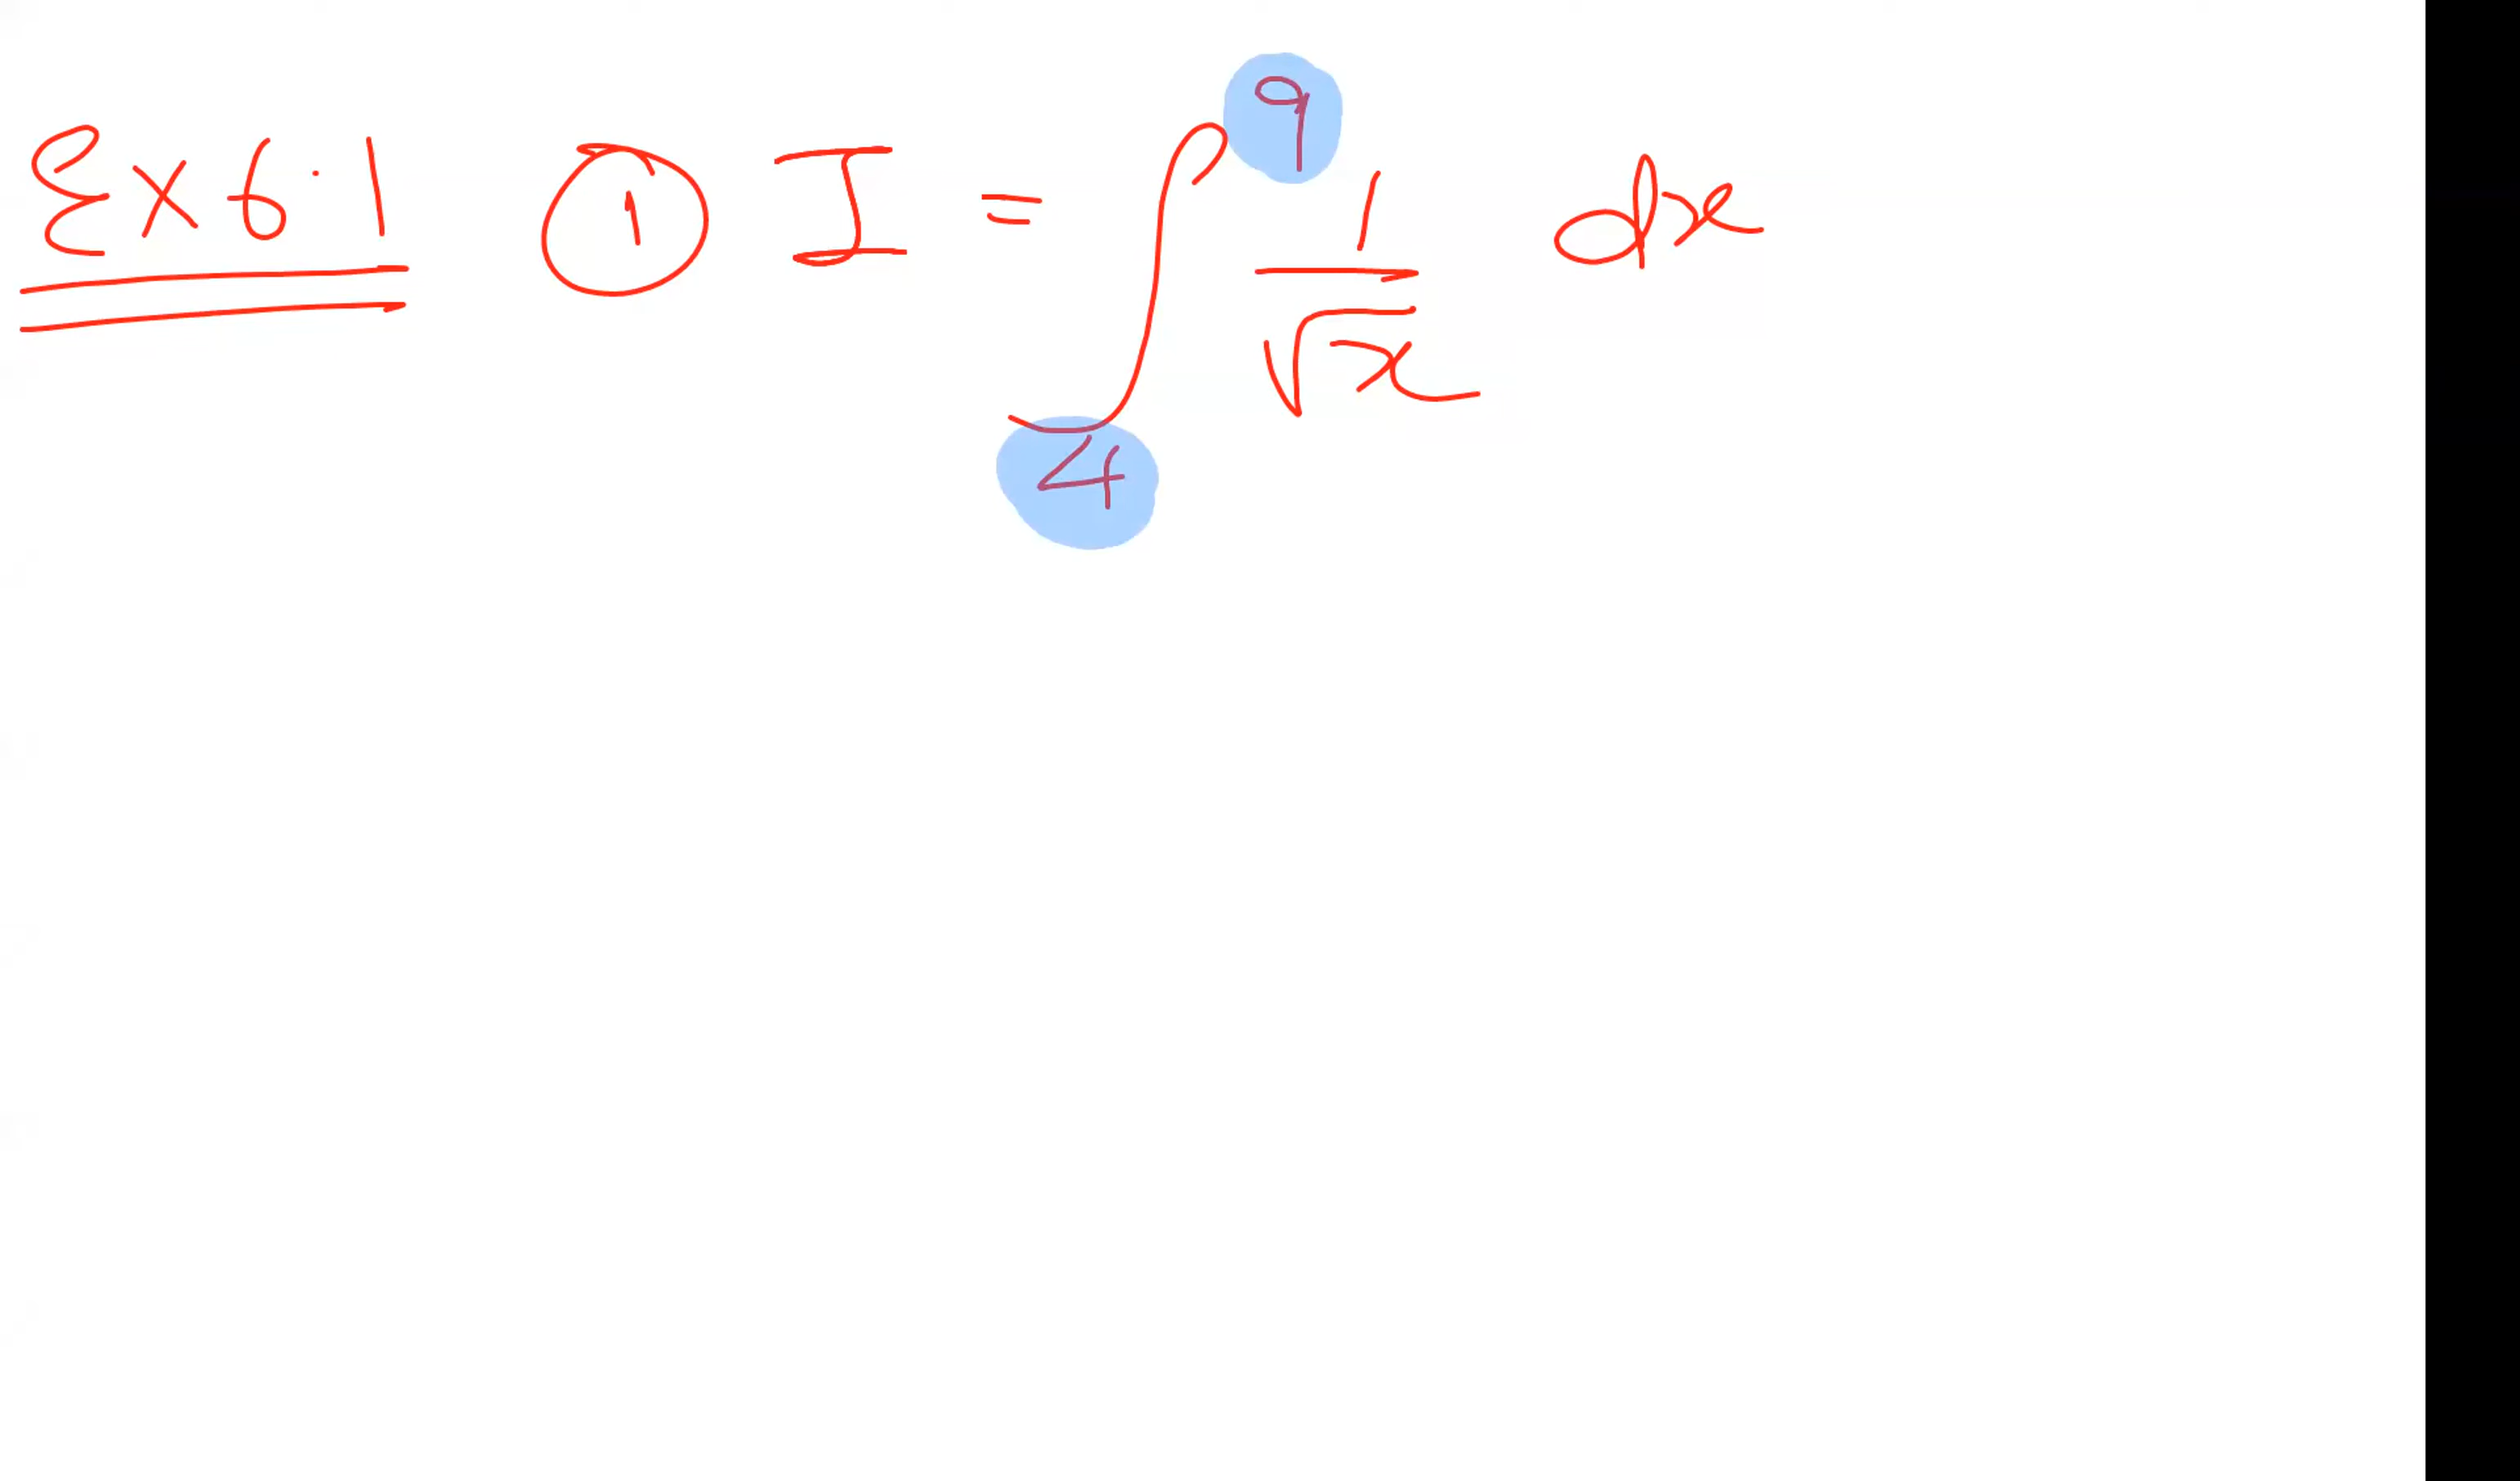 Ex 6.1 ① I = ∫₄⁹ 1/√x dx